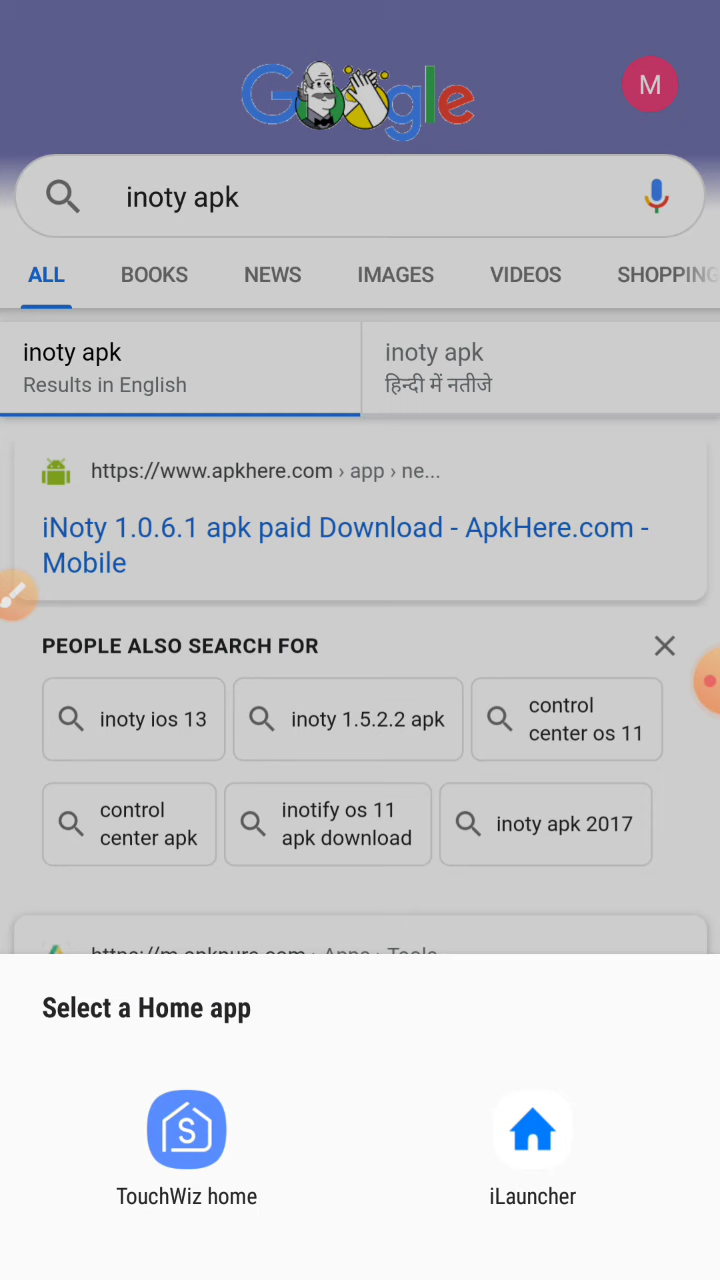 Google
M
inoty apk
ALL BOOKS NEWS IMAGES VIDEOS SHOPPING
inoty apk
Results in English
inoty apk
हिन्दी में नतीजे
https://www.apkhere.com › app › ne...
iNoty 1.0.6.1 apk paid Download - ApkHere.com -
Mobile
PEOPLE ALSO SEARCH FOR
inoty ios 13
inoty 1.5.2.2 apk
control
center os 11
control
center apk
inotify os 11
apk download
inoty apk 2017
https://m.apkpure.com › Apps › Tools
Select a Home app
S
TouchWiz home
iLauncher